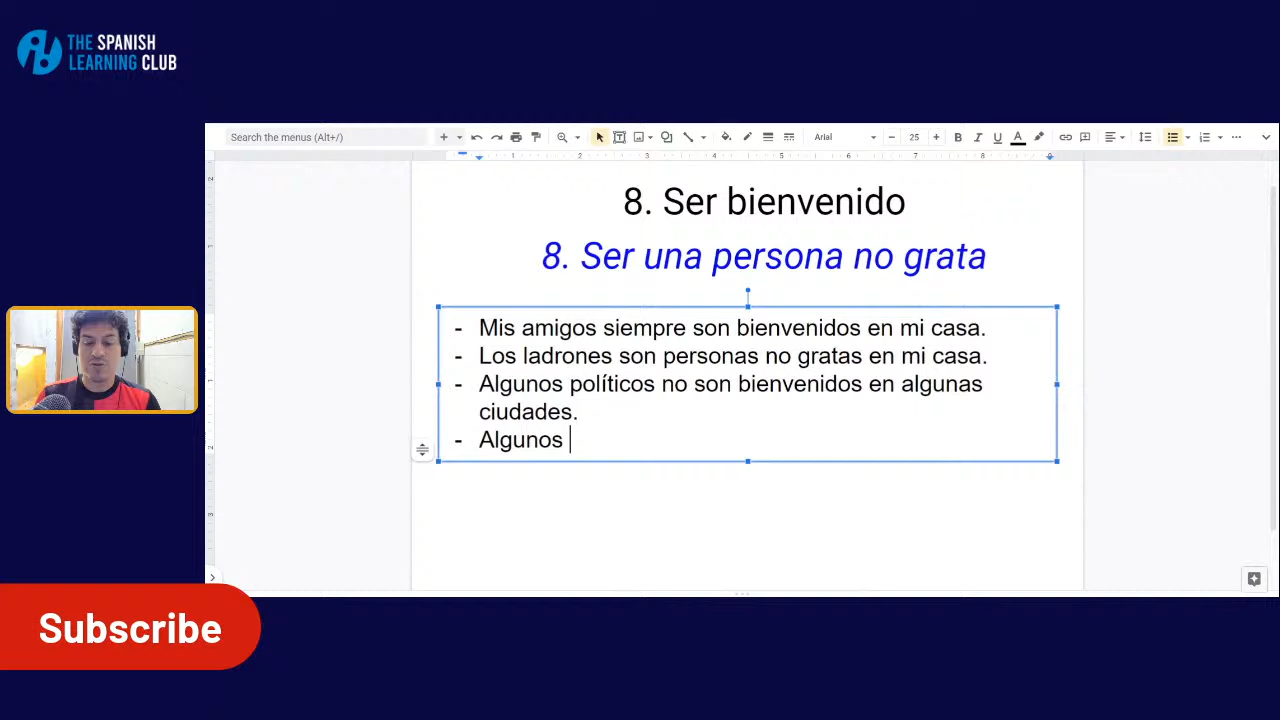 THE SPANISH
LEARNING CLUB
Search the menus (Alt+/)
Arial
25
8. Ser bienvenido
8. Ser una persona no grata
- Mis amigos siempre son bienvenidos en mi casa.
- Los ladrones son personas no gratas en mi casa.
- Algunos políticos no son bienvenidos en algunas
ciudades.
- Algunos
Subscribe